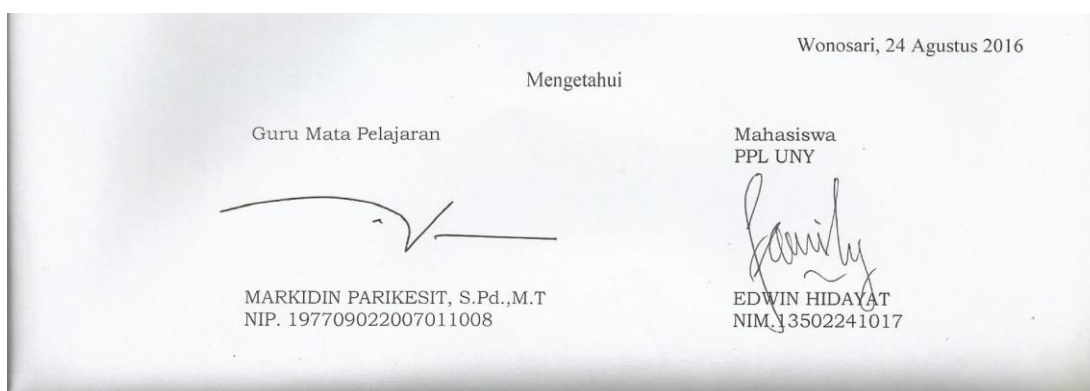 Wonosari, 24 Agustus 2016
Mengetahui
Guru Mata Pelajaran
Mahasiswa
PPL UNY
MARKIDIN PARIKESIT, S.Pd.,M.T
NIP. 197709022007011008
EDWIN HIDAYAT
NIM.13502241017